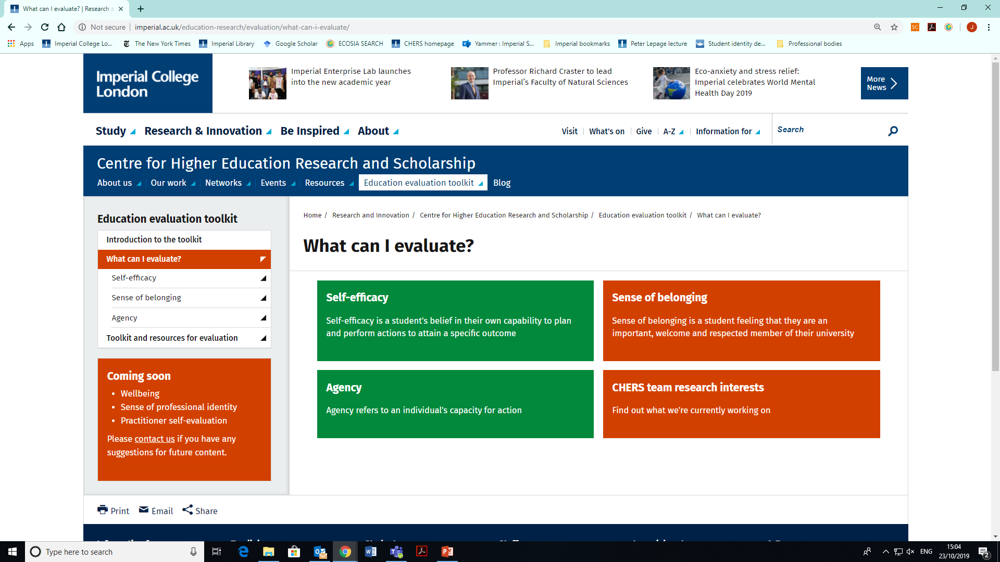 What can I evaluate? | Research a
Not secure
imperial.ac.uk/education-research/evaluation/what-can-i-evaluate/
SC
J
Apps
Imperial College Lo...
The New York Times
Imperial Library
Google Scholar
ECOSIA SEARCH
CHERS homepage
Yammer : Imperial S...
Imperial bookmarks
Peter Lepage lecture
Student identity de...
Professional bodies
Imperial College
London
Imperial Enterprise Lab launches
into the new academic year
Professor Richard Craster to lead
Imperial’s Faculty of Natural Sciences
Eco-anxiety and stress relief:
Imperial celebrates World Mental
Health Day 2019
More
News
Study
Research & Innovation
Be Inspired
About
Visit
What's on
Give
A-Z
Information for
Search
Centre for Higher Education Research and Scholarship
About us
Our work
Networks
Events
Resources
Education evaluation toolkit
Blog
Education evaluation toolkit
Introduction to the toolkit
What can I evaluate?
Self-efficacy
Sense of belonging
Agency
Toolkit and resources for evaluation
Coming soon
• Wellbeing
• Sense of professional identity
• Practitioner self-evaluation
Please contact us if you have any
suggestions for future content.
Home / Research and Innovation / Centre for Higher Education Research and Scholarship / Education evaluation toolkit / What can I evaluate?
What can I evaluate?
Self-efficacy
Self-efficacy is a student's belief in their own capability to plan
and perform actions to attain a specific outcome
Sense of belonging
Sense of belonging is a student feeling that they are an
important, welcome and respected member of their university
Agency
Agency refers to an individual's capacity for action
CHERS team research interests
Find out what we're currently working on
Print
Email
Share
Type here to search
ENG
15:04
23/10/2019
2